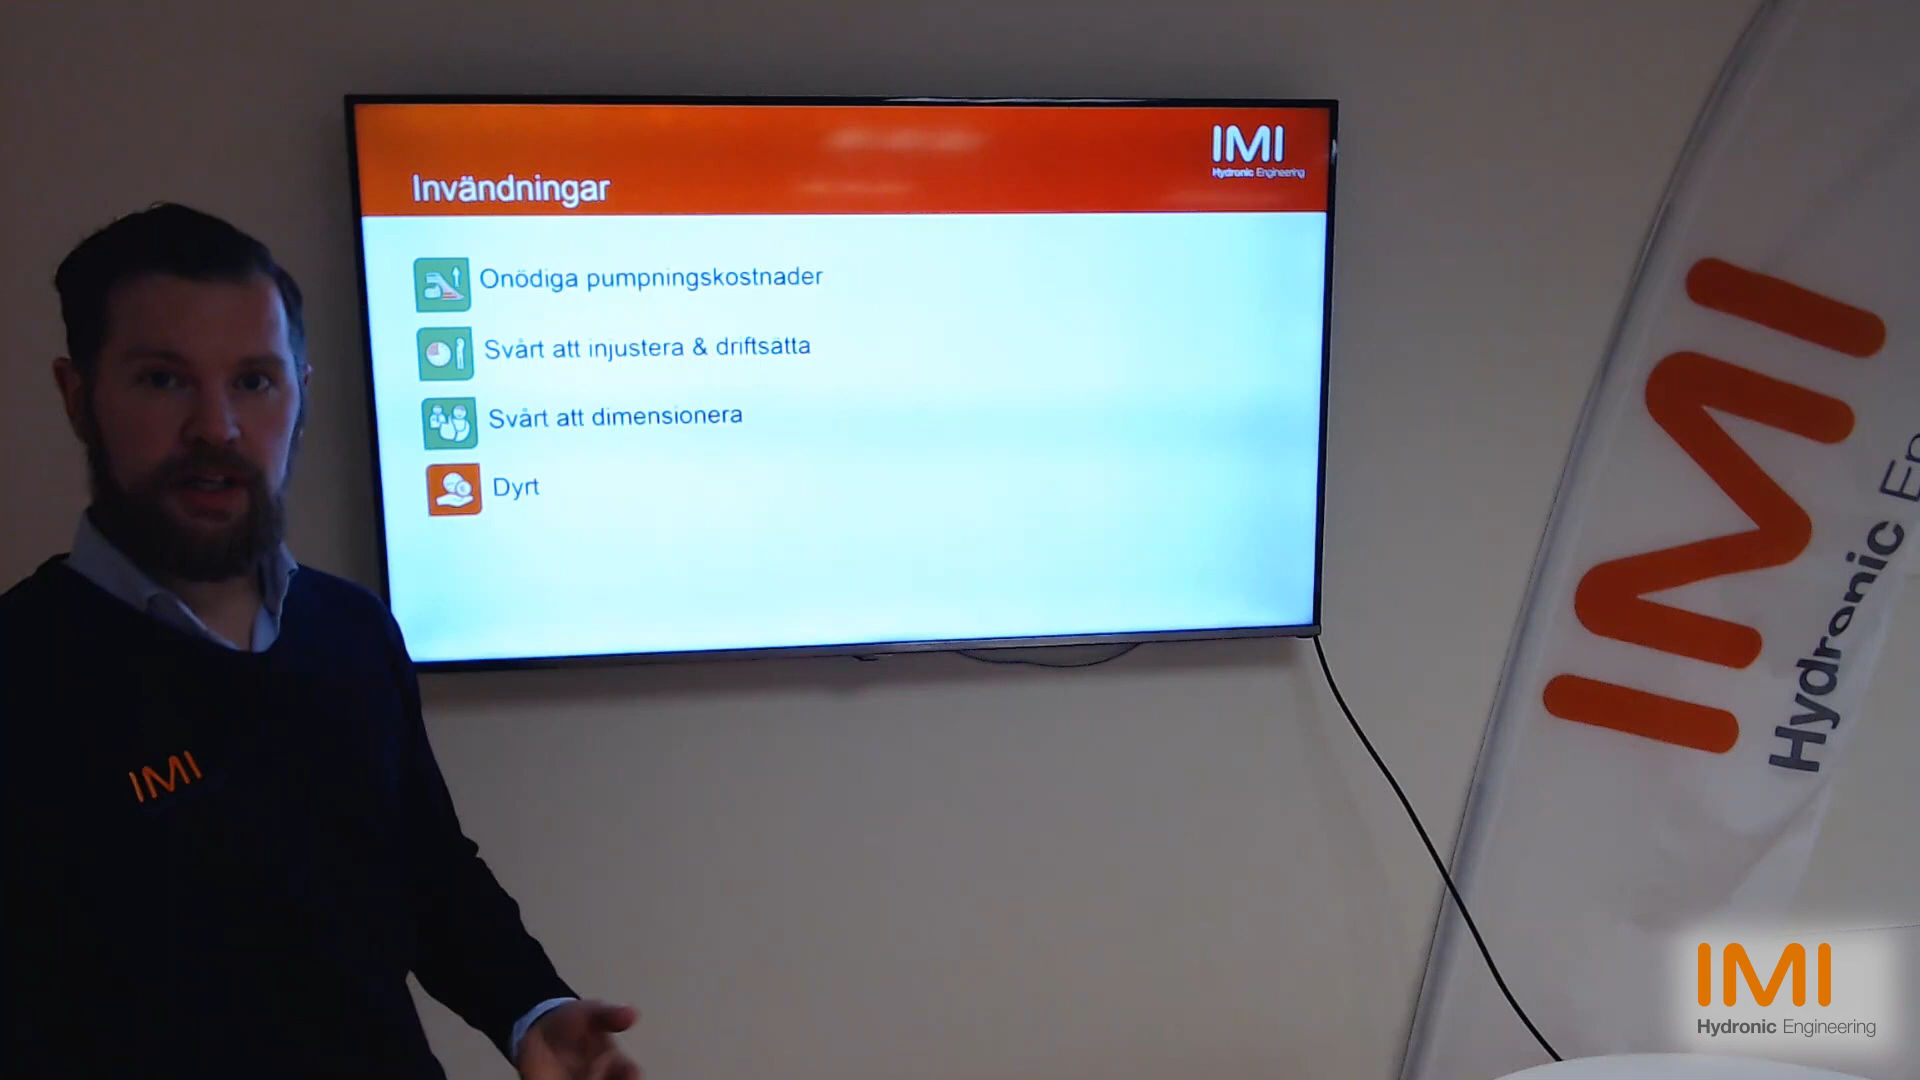 Invändningar
IMI
Hydronic Engineering
Onödiga pumpningskostnader
Svårt att injustera & driftsätta
Svårt att dimensionera
Dyrt
IMI
IMI
Hydronic
IMI
Hydronic Engineering